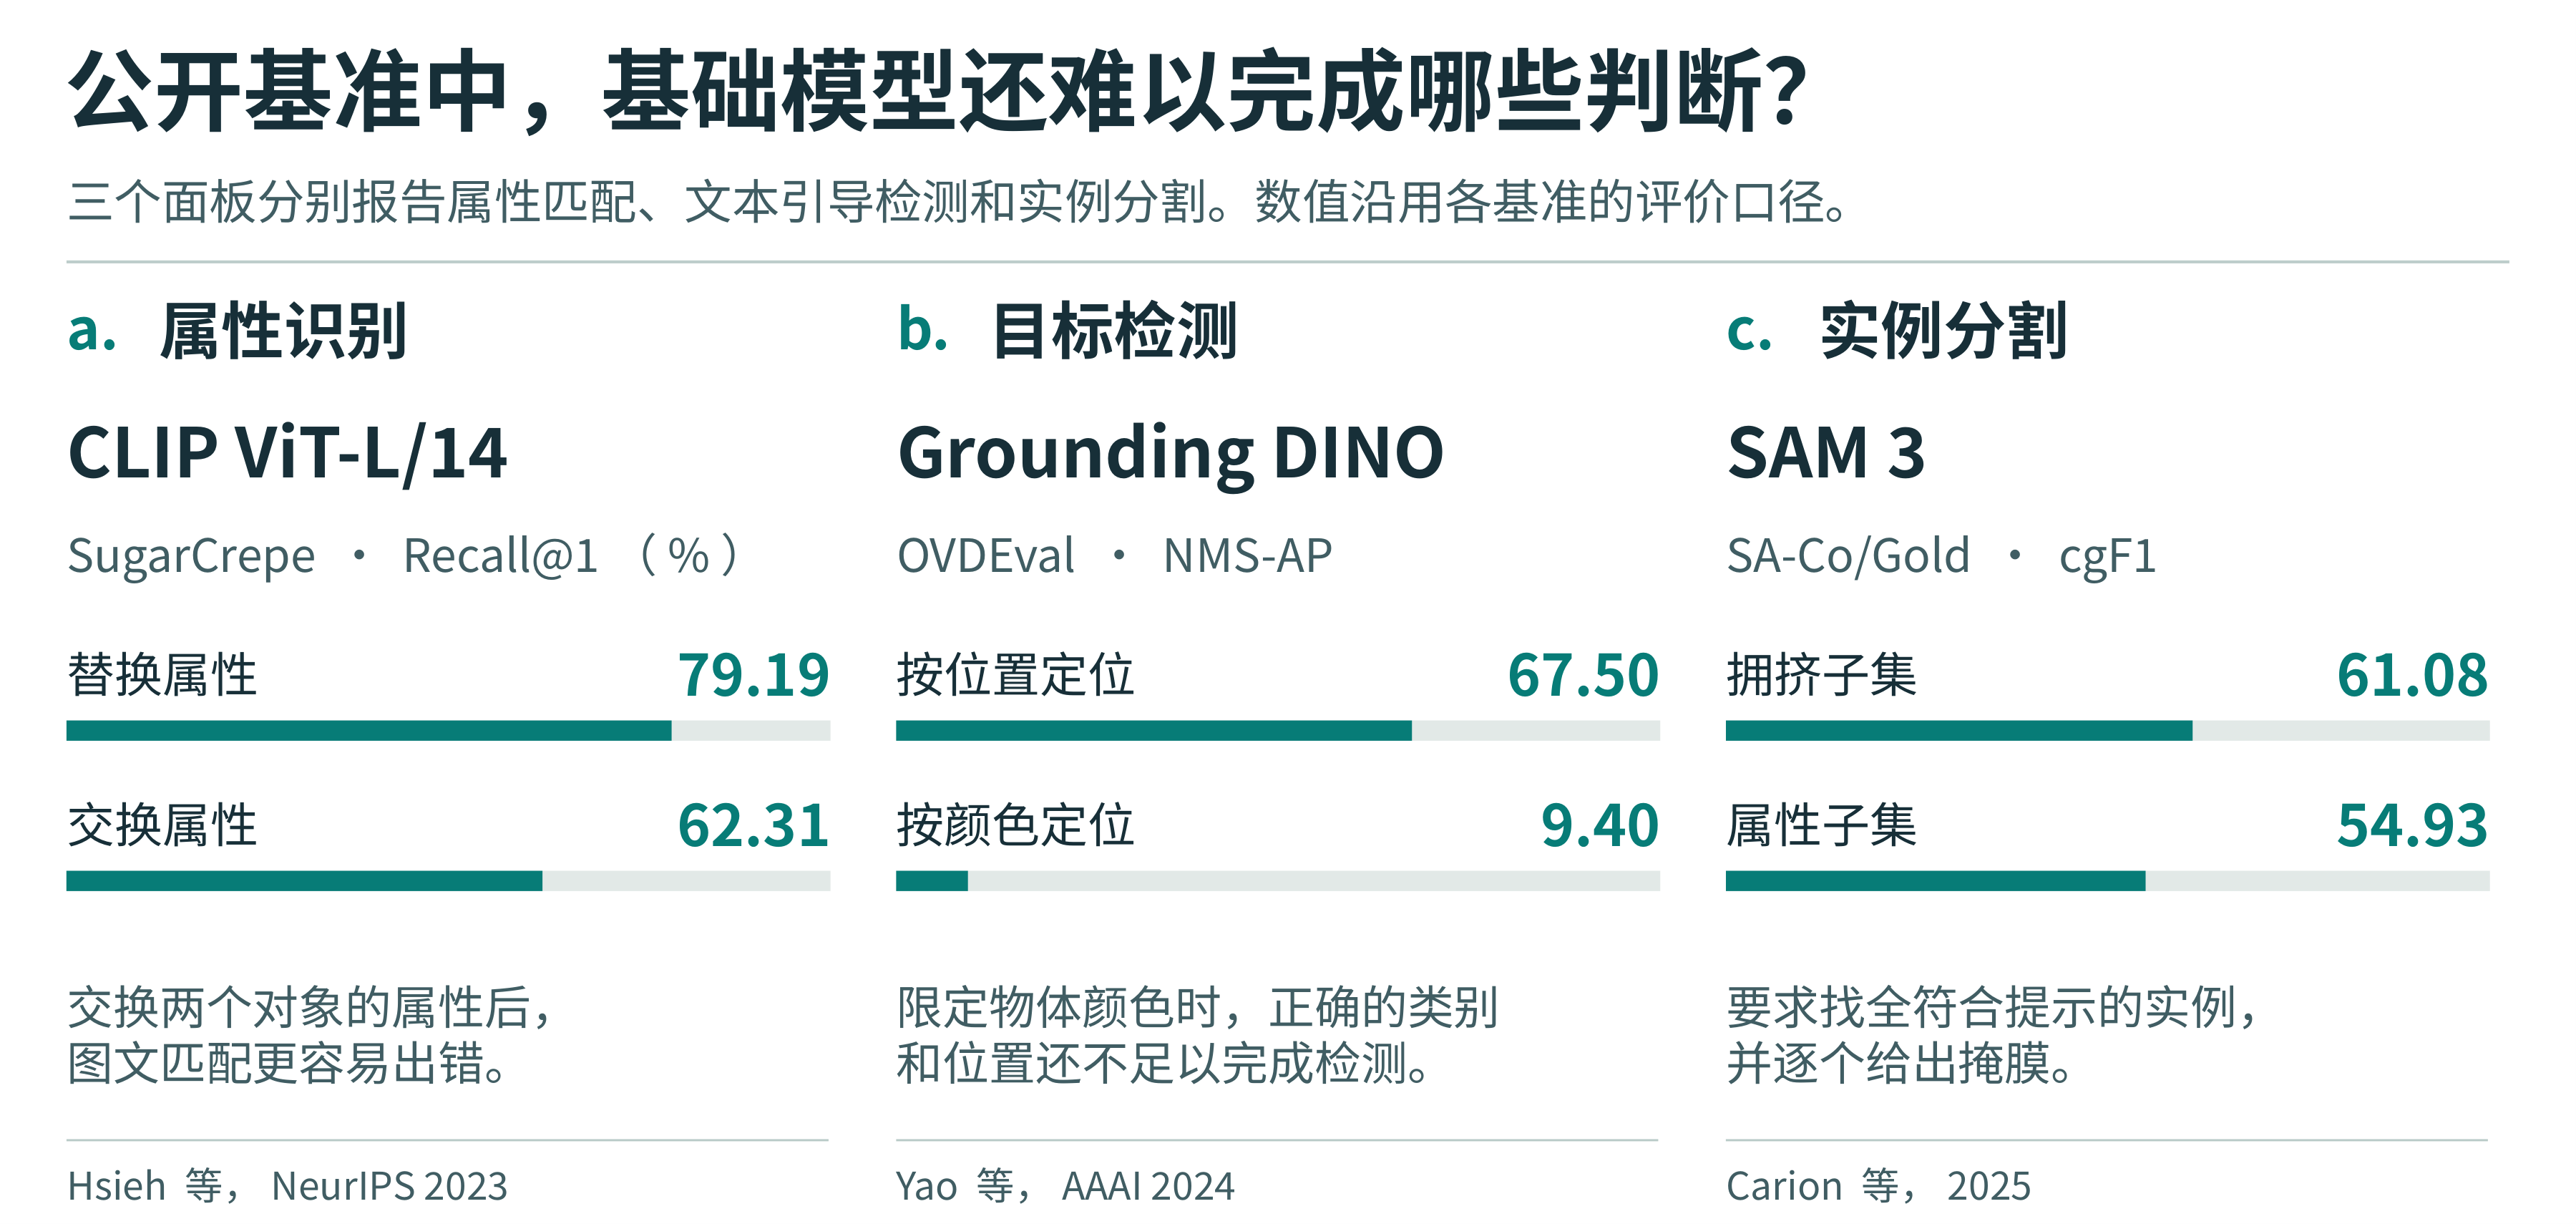 公开基准中，基础模型还难以完成哪些判断？
三个面板分别报告属性匹配、文本引导检测和实例分割。数值沿用各基准的评价口径。
a. 属性识别
CLIP ViT-L/14
SugarCrepe · Recall@1 （%）
替换属性 79.19
交换属性 62.31
交换两个对象的属性后，
图文匹配更容易出错。
Hsieh 等， NeurIPS 2023
b. 目标检测
Grounding DINO
OVDEval · NMS-AP
按位置定位 67.50
按颜色定位 9.40
限定物体颜色时，正确的类别
和位置还不足以完成检测。
Yao 等， AAAI 2024
c. 实例分割
SAM 3
SA-Co/Gold · cgF1
拥挤子集 61.08
属性子集 54.93
要求找全符合提示的实例，
并逐个给出掩膜。
Carion 等， 2025